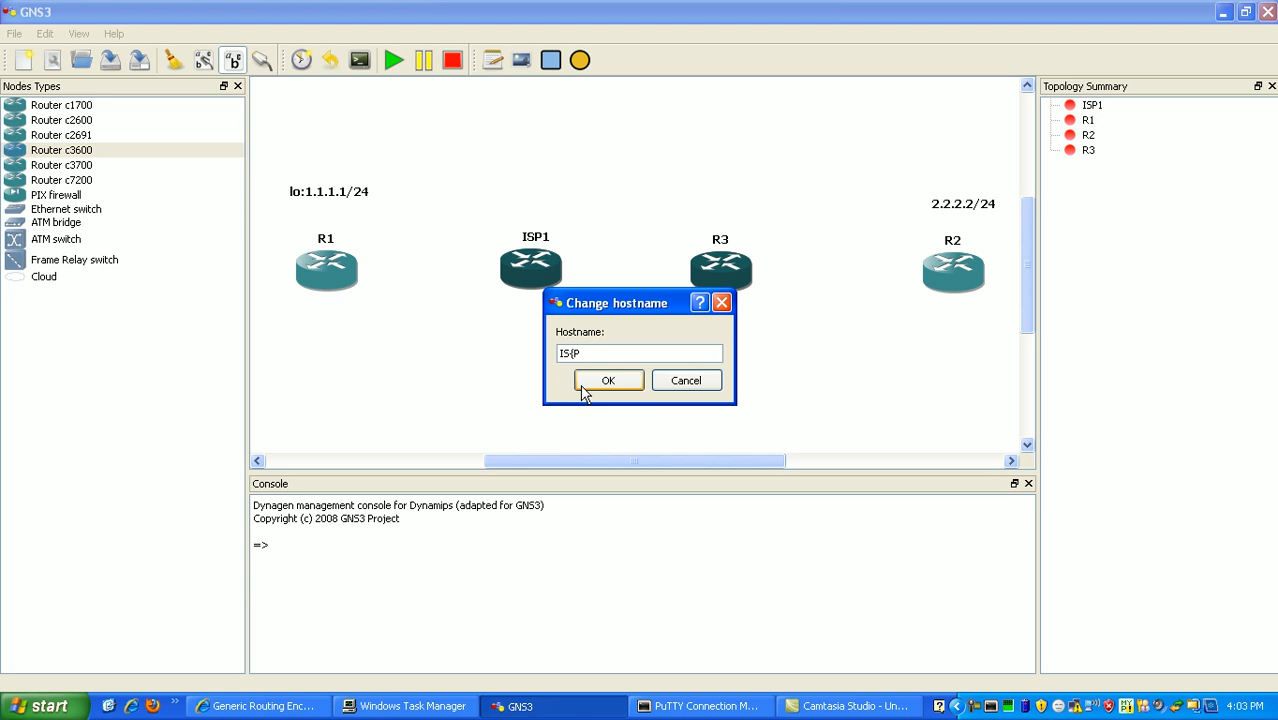 GNS3
File Edit View Help
Nodes Types
Router c1700
Router c2600
Router c2691
Router c3600
Router c3700
Router c7200
PIX firewall
Ethernet switch
ATM bridge
ATM switch
Frame Relay switch
Cloud
lo:1.1.1.1/24
2.2.2.2/24
R1
ISP1
R3
R2
Change hostname
Hostname:
IS{P
OK Cancel
Topology Summary
ISP1
R1
R2
R3
Console
Dynagen management console for Dynamips (adapted for GNS3)
Copyright (c) 2008 GNS3 Project
=>
start
Generic Routing Enc...
Windows Task Manager
GNS3
PuTTY Connection M...
Camtasia Studio - Un...
4:03 PM